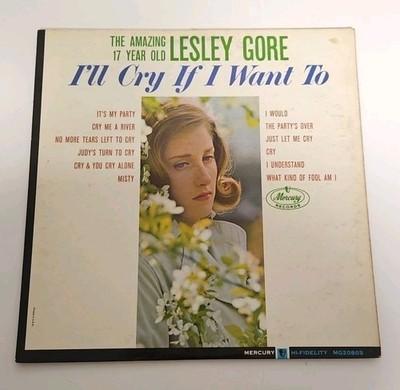 THE AMAZING
17 YEAR OLD
LESLEY GORE
I'll Cry If I Want To
IT'S MY PARTY
CRY ME A RIVER
NO MORE TEARS LEFT TO CRY
JUDY'S TURN TO CRY
CRY & YOU CRY ALONE
MISTY
I WOULD
THE PARTY'S OVER
JUST LET ME CRY
CRY
I UNDERSTAND
WHAT KIND OF FOOL AM I
Mercury
RECORDS
MERCURY HI-FIDELITY MG20805